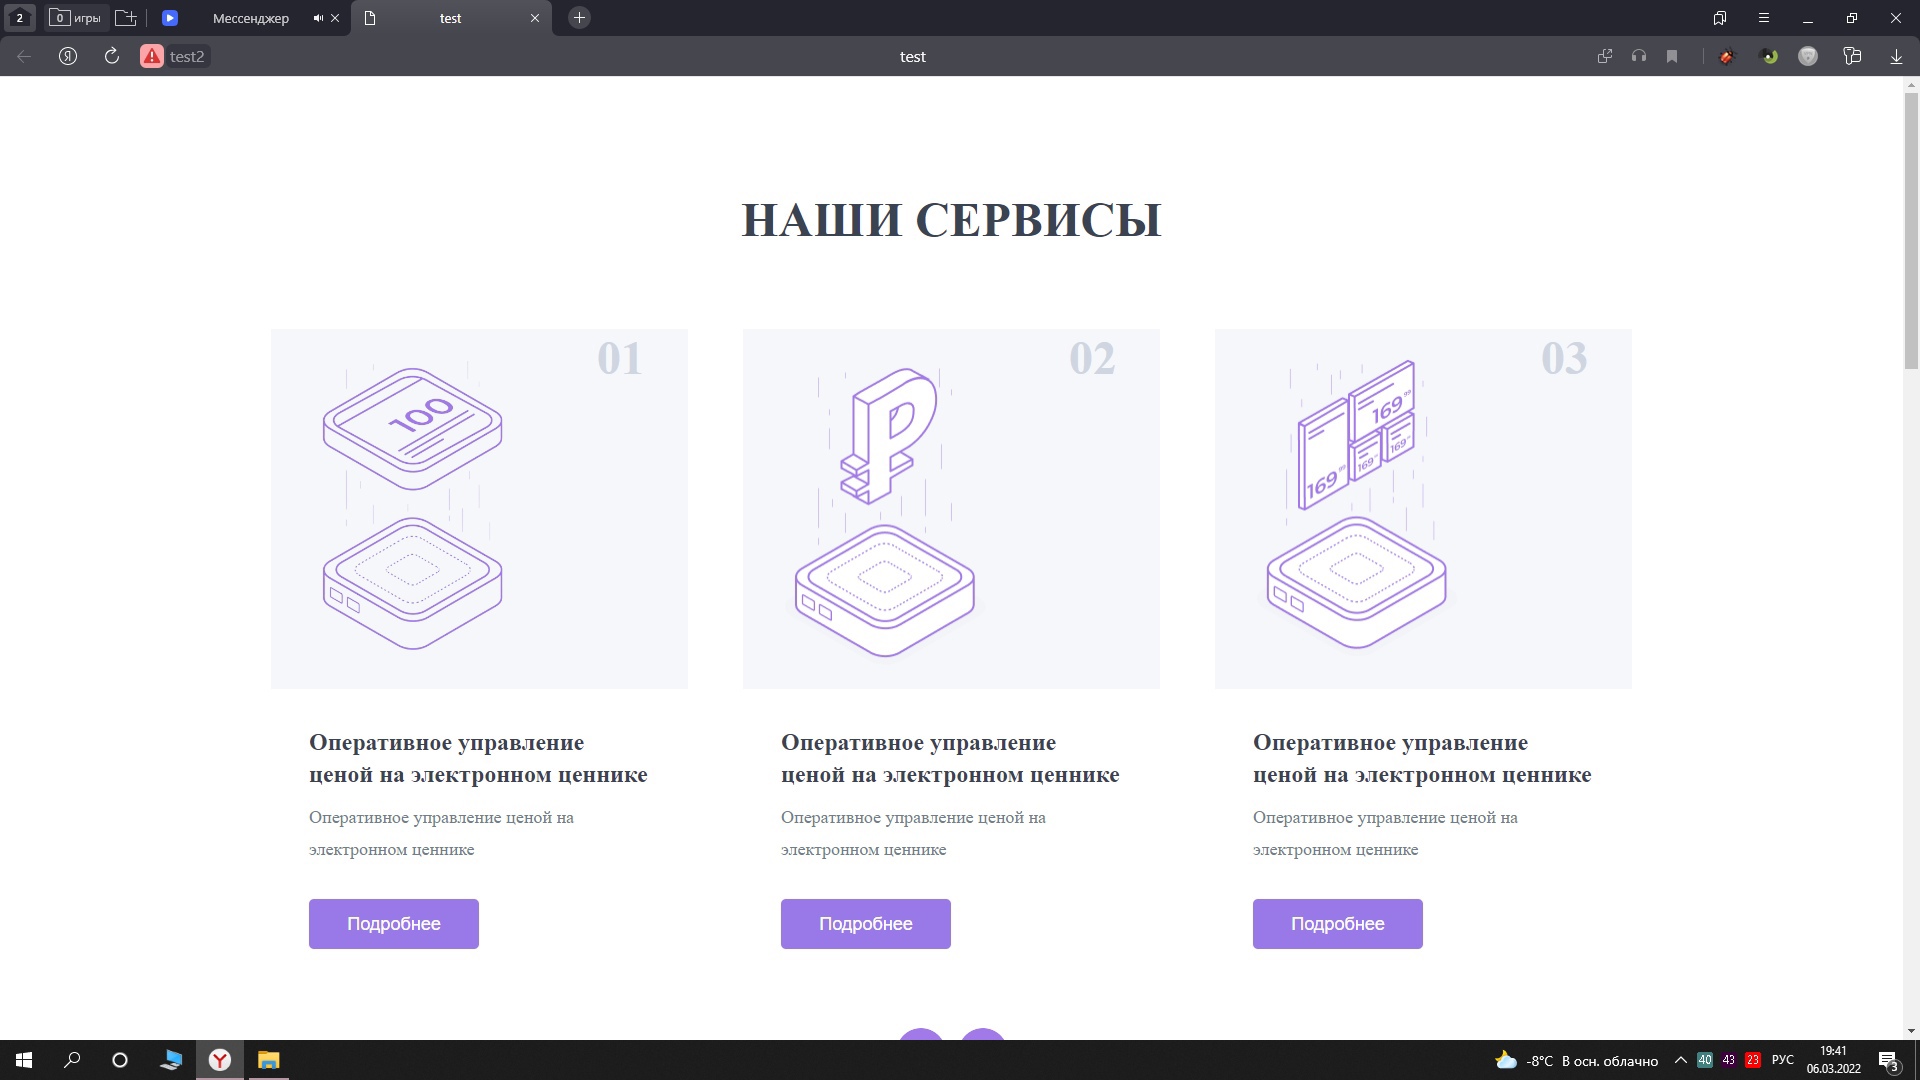 2
0
игры
Мессенджер
test
Я
test2
test
НАШИ СЕРВИСЫ
01
02
03
100
169 99
169 99
169
169
Оперативное управление
ценой на электронном ценнике
Оперативное управление ценой на
электронном ценнике
Подробнее
Оперативное управление
ценой на электронном ценнике
Оперативное управление ценой на
электронном ценнике
Подробнее
Оперативное управление
ценой на электронном ценнике
Оперативное управление ценой на
электронном ценнике
Подробнее
Y
-8°C В осн. облачно
40
43
23
РУС
19:41
06.03.2022
3